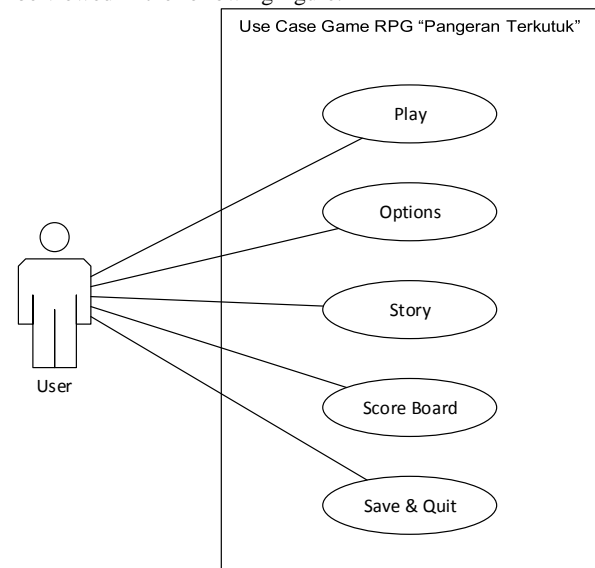 Use Case Game RPG “Pangeran Terkutuk”
Play
Options
Story
Score Board
Save & Quit
User